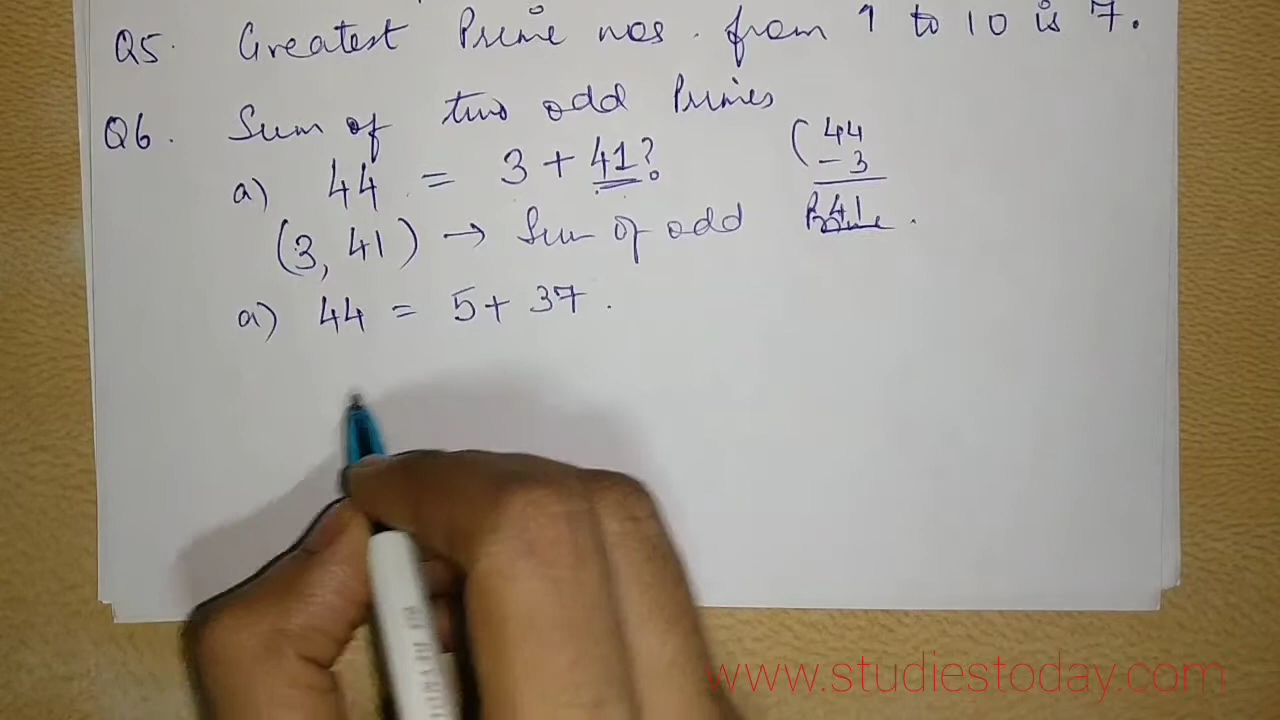 Q5. Greatest Prime nos. from 1 to 10 is 7.
Q6. Sum of two odd Primes
a) 44 = 3 + 41?
(44
- 3
41
Prime.
(3, 41) → Sum of odd
a) 44 = 5 + 37.
www.studiestoday.com